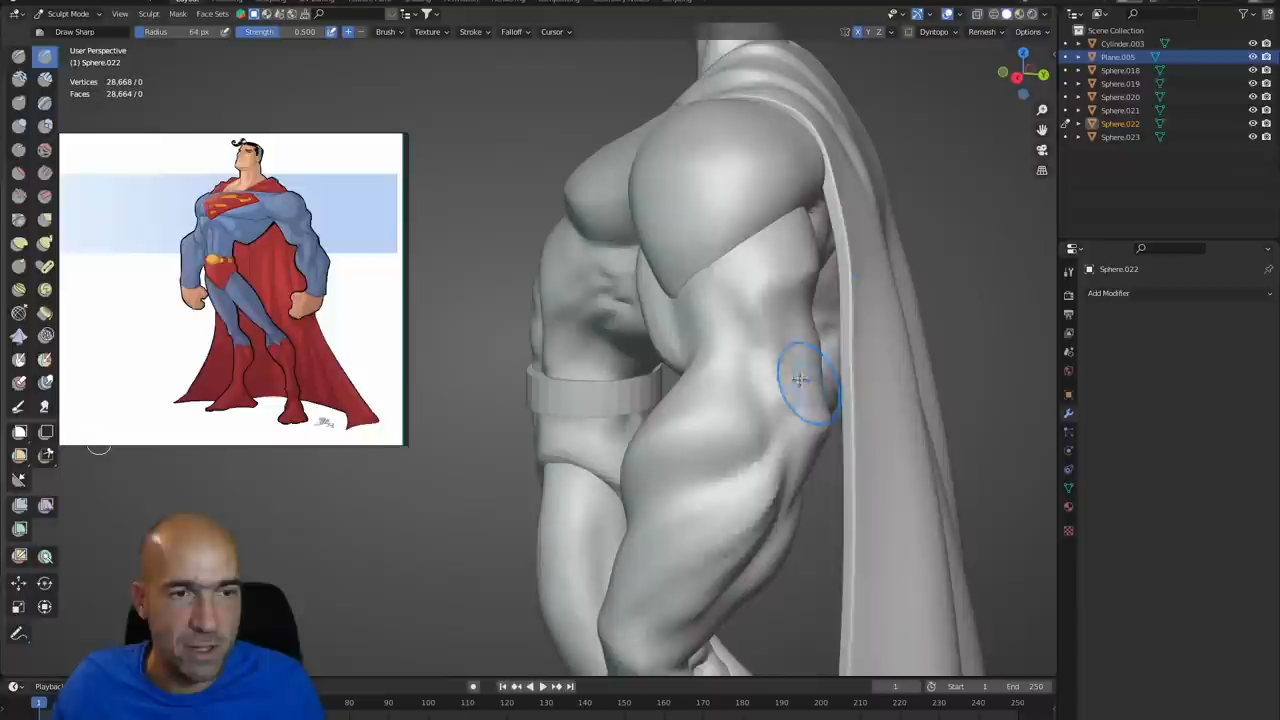 Sculpt Mode View Sculpt Mask Face Sets
Draw Sharp Radius 64 px Strength 0.500 Brush Texture Stroke Falloff Cursor X Y Z Dyntopo Remesh Options
User Perspective
(1) Sphere.022
Vertices 28,668 / 0
Faces 28,664 / 0
Z
Y
X
Scene Collection
Cylinder.003
Plane.005
Sphere.018
Sphere.019
Sphere.020
Sphere.021
Sphere.022
Sphere.023
Sphere.022
Add Modifier
Playback
1 Start 1 End 250
1 80 90 100 110 120 130 140 150 160 170 180 190 200 210 220 230 240 250